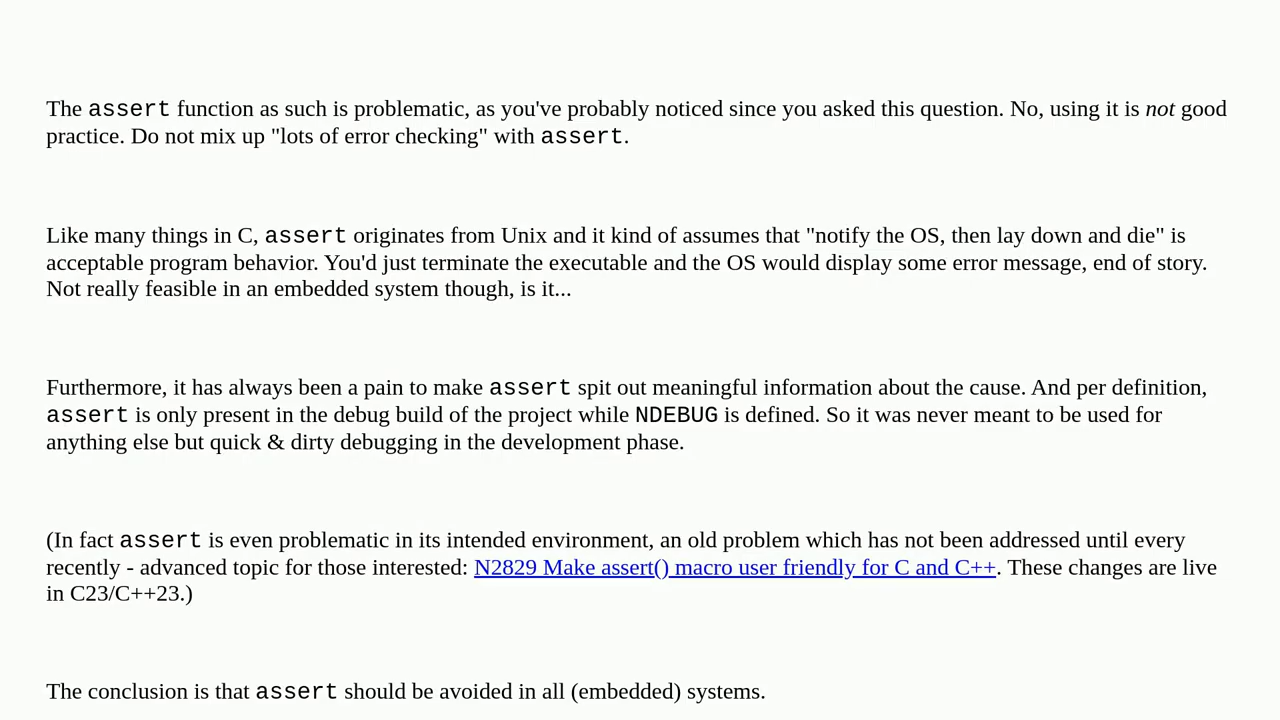 The assert function as such is problematic, as you've probably noticed since you asked this question. No, using it is not good
practice. Do not mix up "lots of error checking" with assert.
Like many things in C, assert originates from Unix and it kind of assumes that "notify the OS, then lay down and die" is
acceptable program behavior. You'd just terminate the executable and the OS would display some error message, end of story.
Not really feasible in an embedded system though, is it...
Furthermore, it has always been a pain to make assert spit out meaningful information about the cause. And per definition,
assert is only present in the debug build of the project while NDEBUG is defined. So it was never meant to be used for
anything else but quick & dirty debugging in the development phase.
(In fact assert is even problematic in its intended environment, an old problem which has not been addressed until every
recently - advanced topic for those interested: N2829 Make assert() macro user friendly for C and C++. These changes are live
in C23/C++23.)
The conclusion is that assert should be avoided in all (embedded) systems.